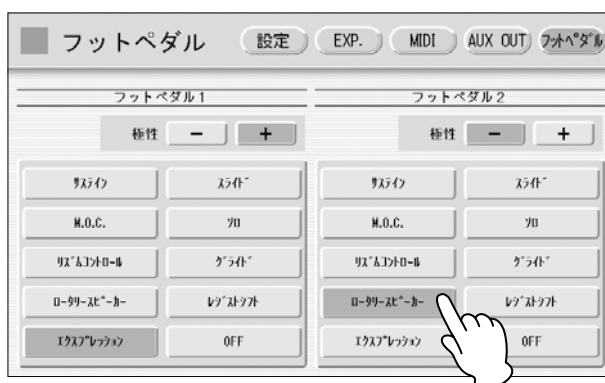 フットペダル 設定 EXP. MIDI AUX OUT ﾌｯﾄﾍﾟﾀﾞﾙ
フットペダル 1 フットペダル 2
極性 − + 極性 − +
ｻｽﾃｲﾝ ｽﾗｲﾄﾞ ｻｽﾃｲﾝ ｽﾗｲﾄﾞ
M.O.C. ｿﾛ M.O.C. ｿﾛ
ﾘｽﾞﾑｺﾝﾄﾛｰﾙ ｸﾞﾗｲﾄﾞ ﾘｽﾞﾑｺﾝﾄﾛｰﾙ ｸﾞﾗｲﾄﾞ
ﾛｰﾀﾘｰｽﾋﾟｰｶｰ ﾚｼﾞｽﾄｼﾌﾄ ﾛｰﾀﾘｰｽﾋﾟｰｶｰ ﾚｼﾞｽﾄｼﾌﾄ
ｴｸｽﾌﾟﾚｯｼｮﾝ OFF ｴｸｽﾌﾟﾚｯｼｮﾝ OFF